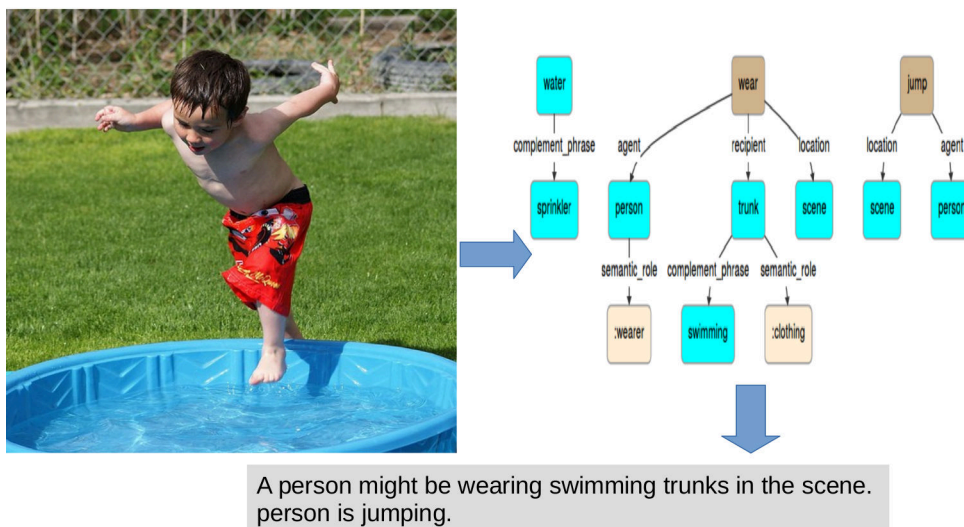 water
wear
jump
complement_phrase
agent
recipient
location
location
agent
sprinkler
person
trunk
scene
scene
person
semantic_role
complement_phrase
semantic_role
:wearer
swimming
:clothing
A person might be wearing swimming trunks in the scene.
person is jumping.